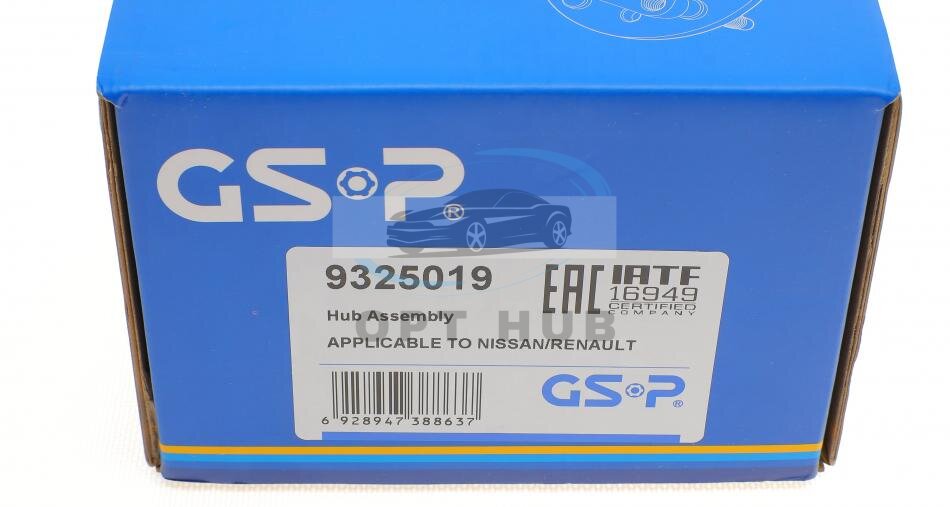 GS·P®
9325019
EAC
IATF
16949
CERTIFIED
COMPANY
Hub Assembly
OPT HUB
APPLICABLE TO NISSAN/RENAULT
6 928947 388637
GS·P®